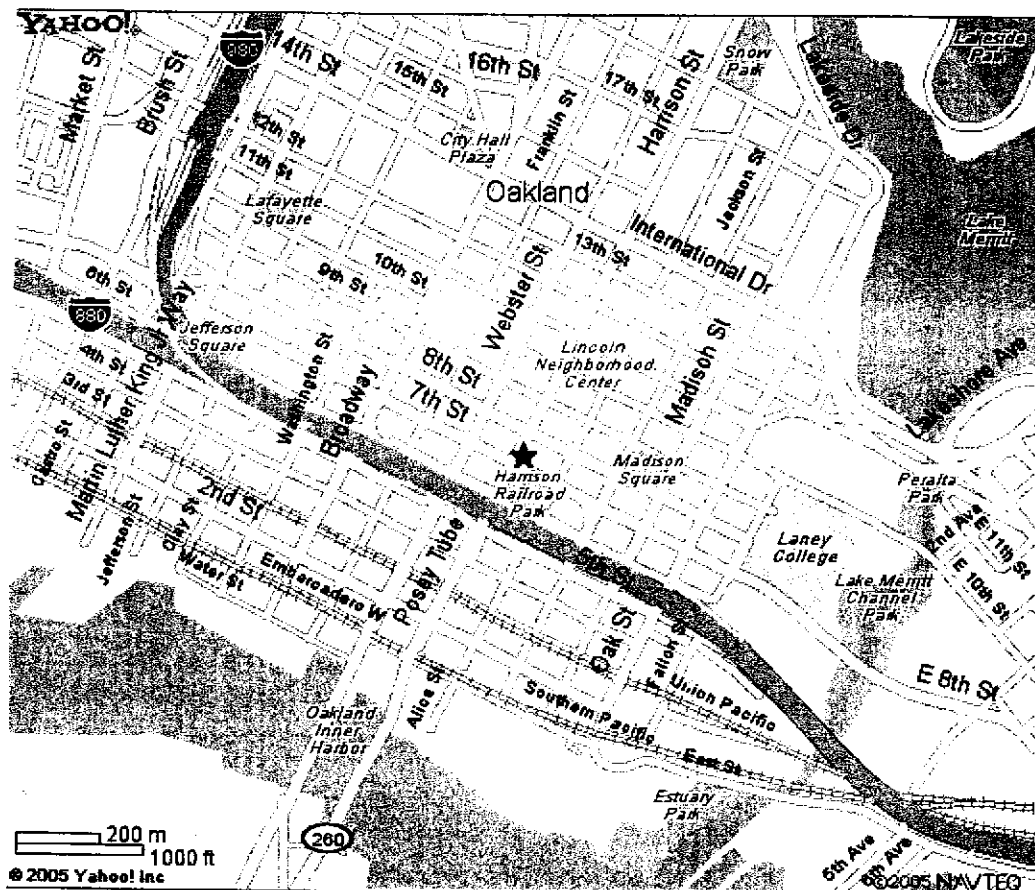 YAHOO!
880
14th St
15th St
16th St
17th St
Harrison St
Snow
Park
Lakeside Dr
Lakeside
Park
Market St
Brush St
12th St
11th St
City Hall
Plaza
Franklin St
Jackson St
Oakland
Lafayette
Square
Lake
Merritt
International Dr
13th St
10th St
9th St
Webster St
6th St
880
Jefferson
Square
Martin Luther King Jr Way
4th St
3rd St
Washington St
Broadway
8th St
7th St
Lincoln
Neighborhood
Center
Madison St
Lakeshore Ave
Harrison
Railroad
Park
Madison
Square
Peralta
Park
2nd St
Jefferson St
Clay St
Water St
Embarcadero W
Posey Tube
5th St
Laney
College
2nd Ave
E 11th St
E 10th St
Lake Merritt
Channel
Park
Oak St
Fallon St
Union Pacific
Southern Pacific
E 8th St
Oakland
Inner
Harbor
Alice St
East St
Estuary
Park
260
200 m
1000 ft
© 2005 Yahoo! Inc
5th Ave
©2005 NAVTEQ